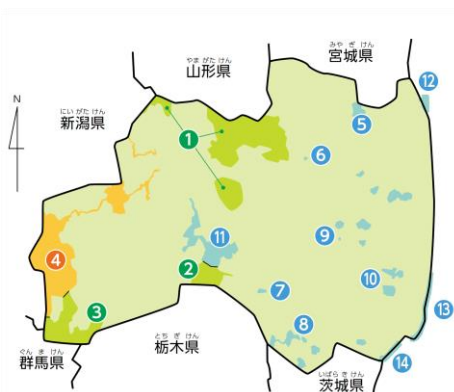 みやぎけん
宮城県
やまがたけん
山形県
にいがたけん
新潟県
N
12
5
1
6
11
9
4
2
10
7
3
8
13
14
ぐんまけん
群馬県
とちぎけん
栃木県
いばらきけん
茨城県